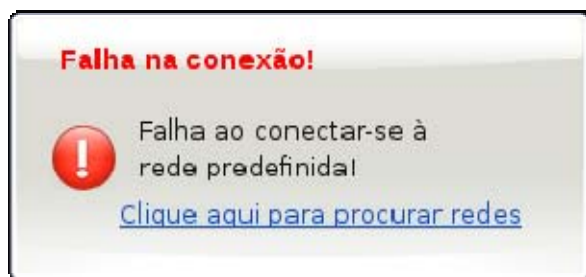 Falha na conexão!
Falha ao conectar-se à
rede predefinida!
Clique aqui para procurar redes